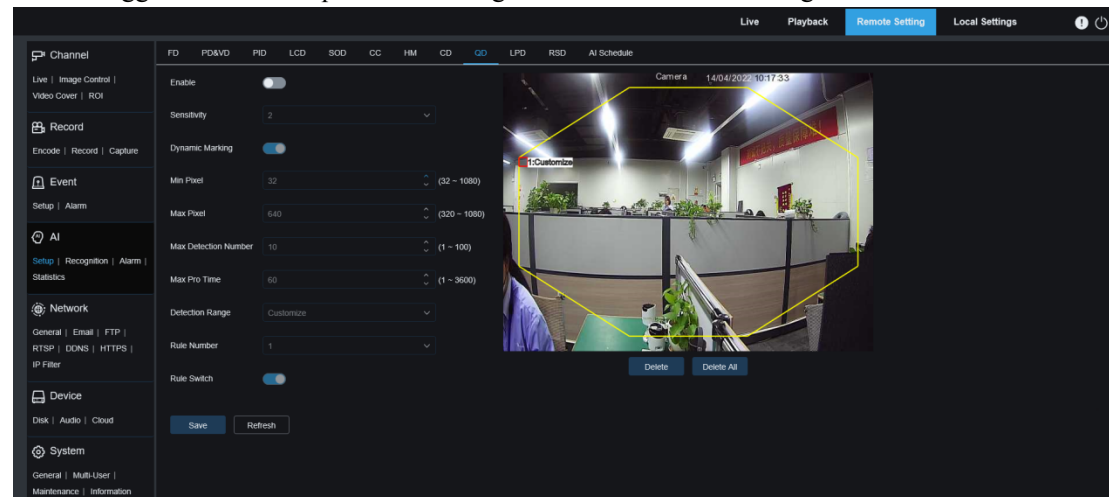 Live Playback Remote Setting Local Settings
Channel
Live | Image Control |
Video Cover | ROI
Record
Encode | Record | Capture
Event
Setup | Alarm
AI
Setup | Recognition | Alarm |
Statistics
Network
General | Email | FTP |
RTSP | DDNS | HTTPS |
IP Filter
Device
Disk | Audio | Cloud
System
General | Multi-User |
Maintenance | Information
FD PD&VD PID LCD SOD CC HM CD QD LPD RSD AI Schedule
Enable
Sensitivity 2
Dynamic Marking
Min Pixel 32 (32 ~ 1080)
Max Pixel 640 (320 ~ 1080)
Max Detection Number 10 (1 ~ 100)
Max Pro Time 60 (1 ~ 3600)
Detection Range Customize
Rule Number 1
Rule Switch
Save Refresh
Camera 14/04/2022 10:17:33
1:Customize
Delete Delete All